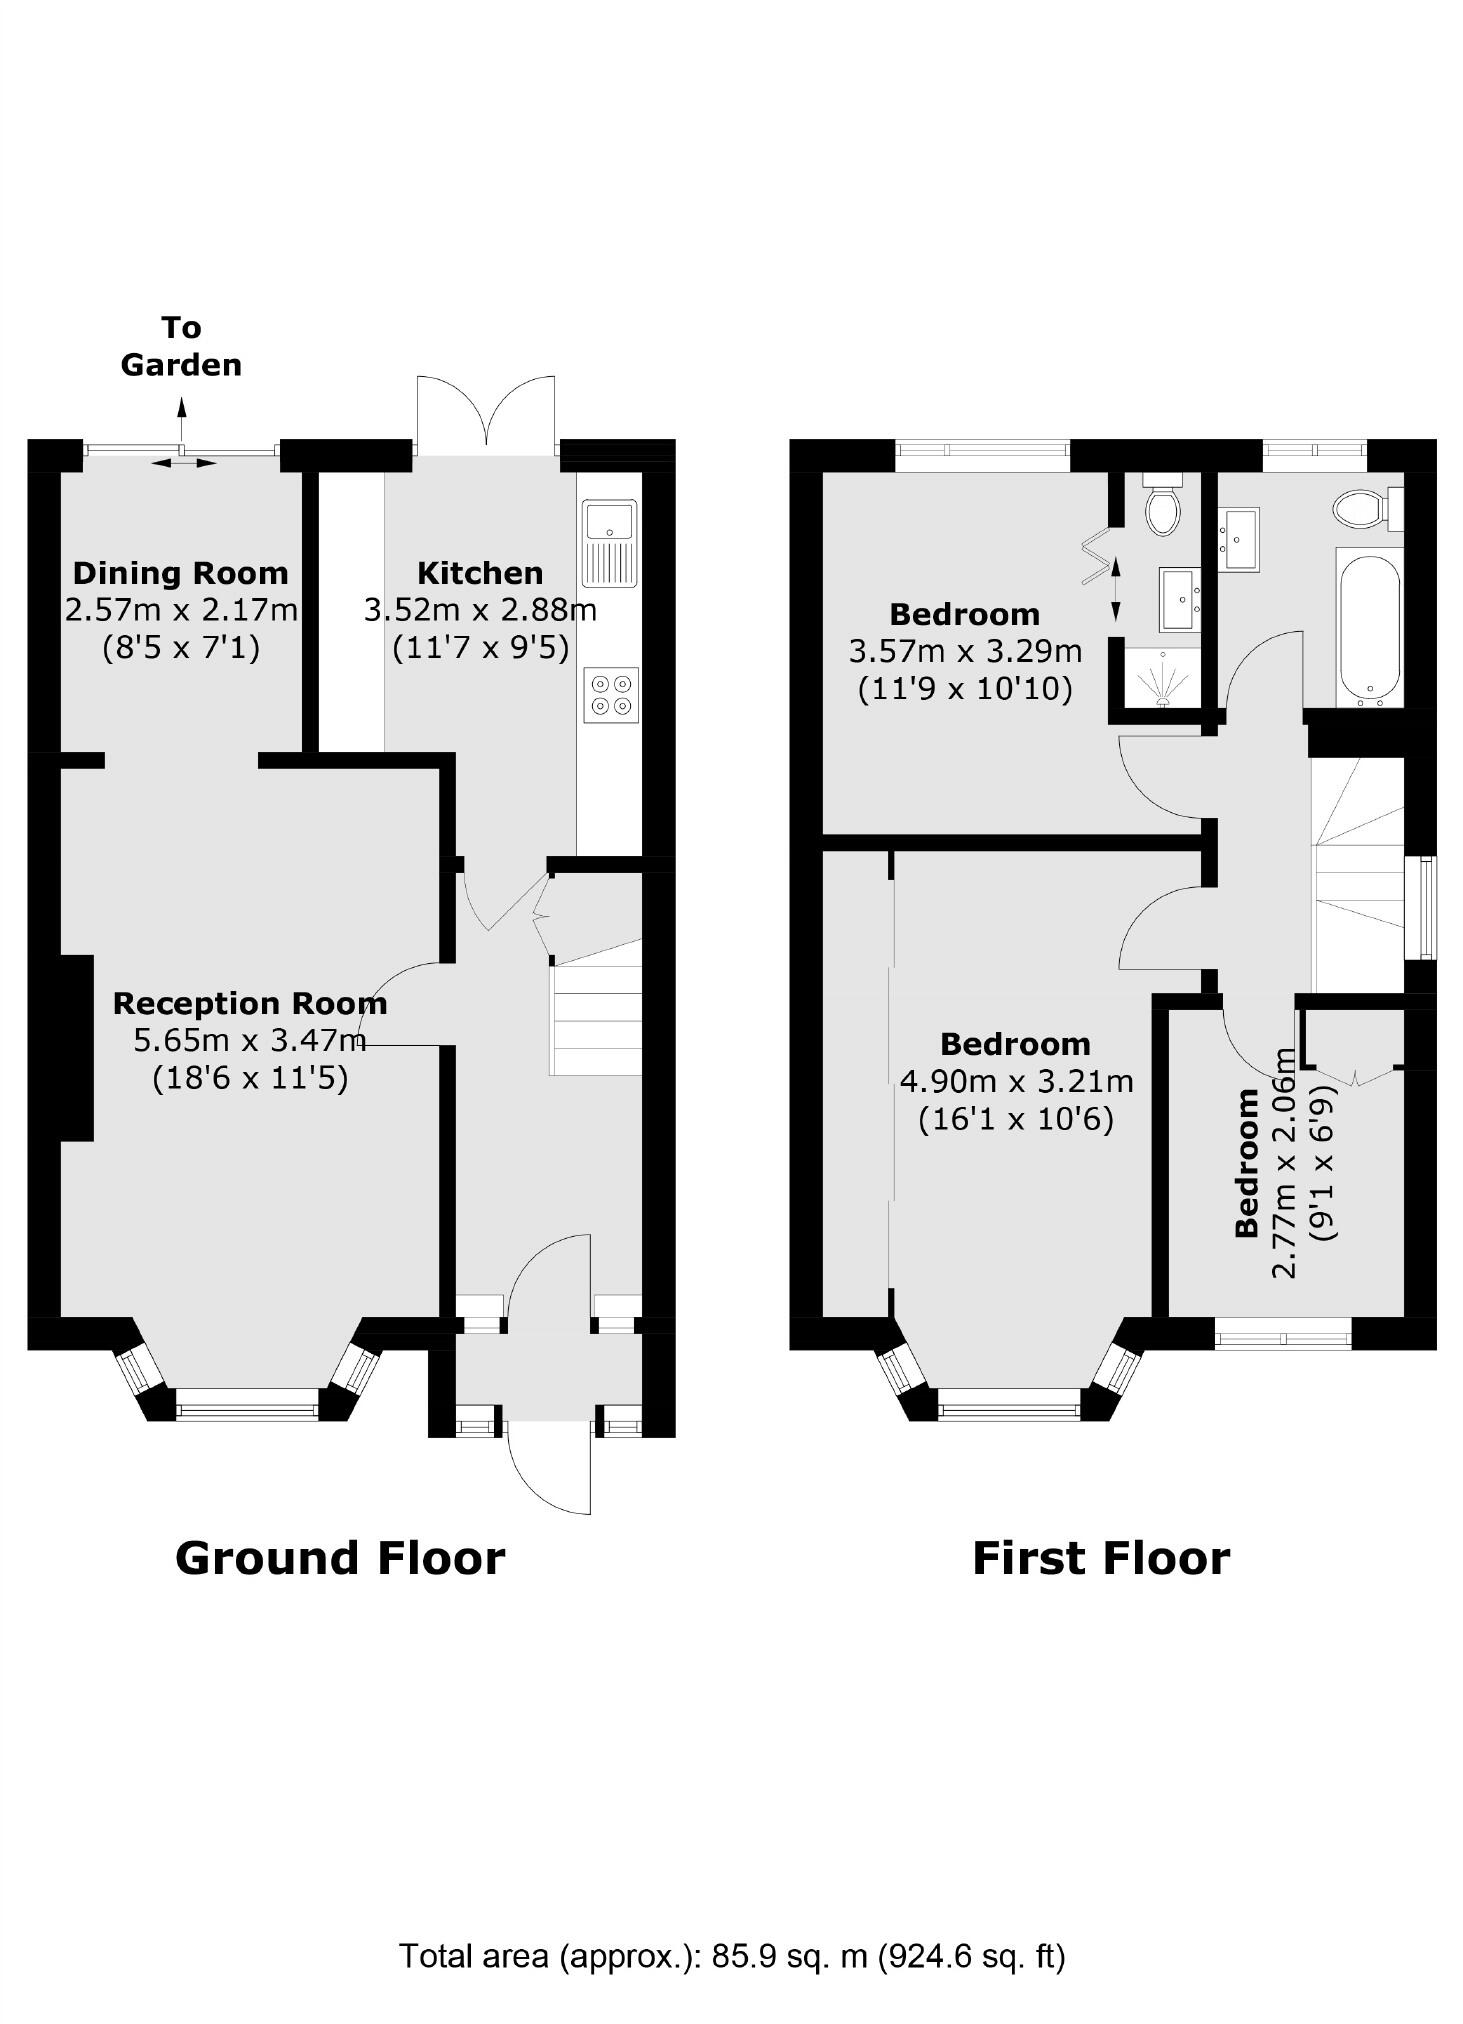 To
Garden
Dining Room
2.57m x 2.17m
(8'5 x 7'1)
Kitchen
3.52m x 2.88m
(11'7 x 9'5)
Reception Room
5.65m x 3.47m
(18'6 x 11'5)
Ground Floor
Bedroom
3.57m x 3.29m
(11'9 x 10'10)
Bedroom
4.90m x 3.21m
(16'1 x 10'6)
Bedroom
2.77m x 2.06m
(9'1 x 6'9)
First Floor
Total area (approx.): 85.9 sq. m (924.6 sq. ft)